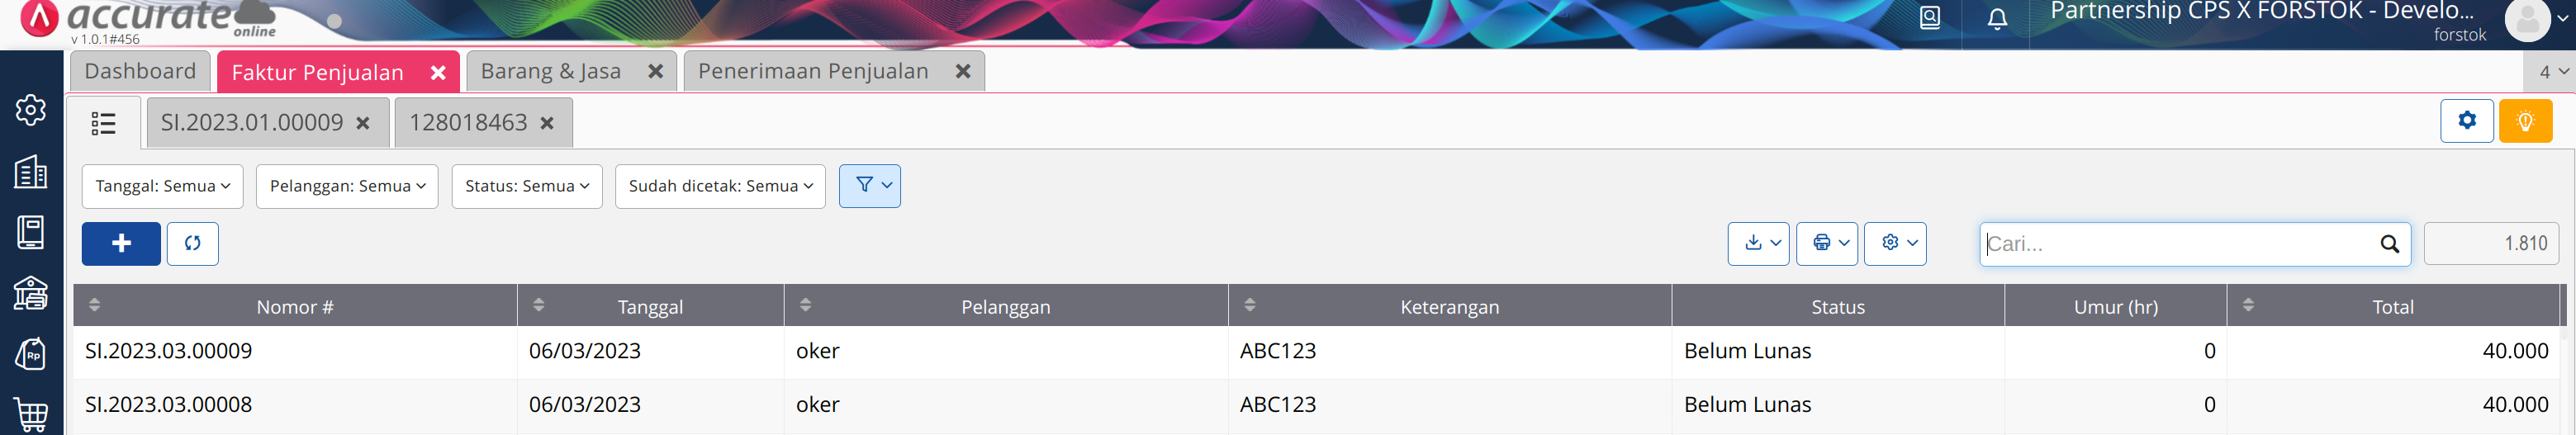 accurate
online
v 1.0.1#456
Partnership CPS X FORSTOK - Develo...
forstok
Dashboard
Faktur Penjualan
Barang & Jasa
Penerimaan Penjualan
4
SI.2023.01.00009
128018463
Tanggal: Semua
Pelanggan: Semua
Status: Semua
Sudah dicetak: Semua
Cari...
1.810
Nomor # Tanggal Pelanggan Keterangan Status Umur (hr) Total
SI.2023.03.00009 06/03/2023 oker ABC123 Belum Lunas 0 40.000
SI.2023.03.00008 06/03/2023 oker ABC123 Belum Lunas 0 40.000
Rp